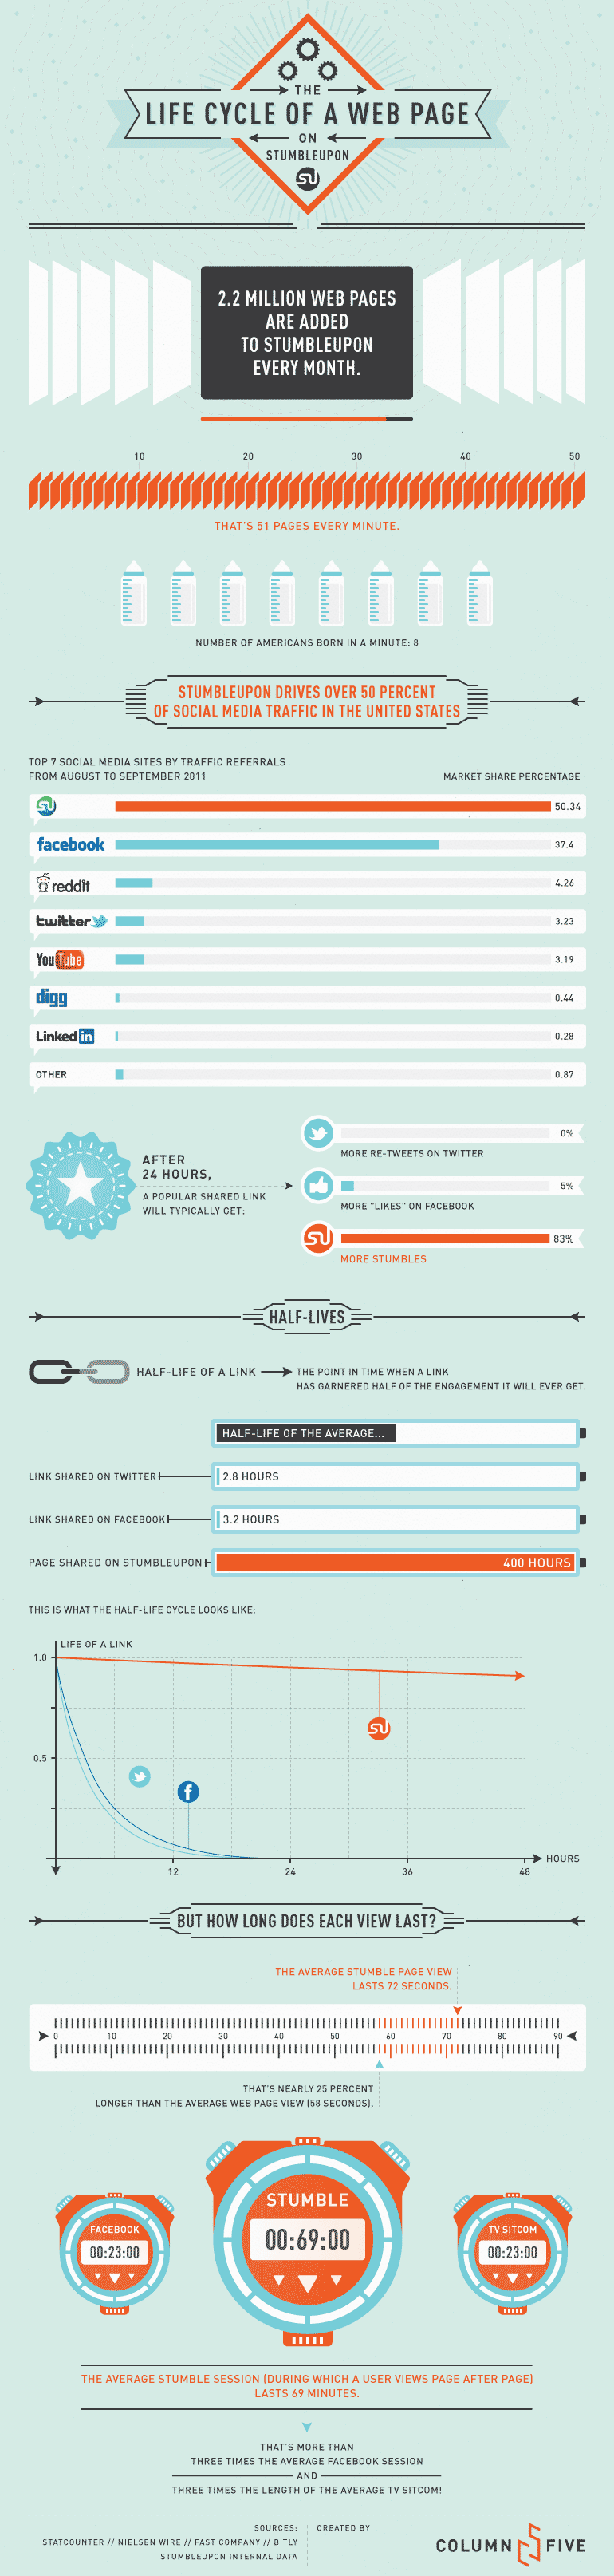 THE
LIFE CYCLE OF A WEB PAGE
ON
STUMBLEUPON
SU
2.2 MILLION WEB PAGES
ARE ADDED
TO STUMBLEUPON
EVERY MONTH.
10 20 30 40 50
THAT'S 51 PAGES EVERY MINUTE.
NUMBER OF AMERICANS BORN IN A MINUTE: 8
STUMBLEUPON DRIVES OVER 50 PERCENT
OF SOCIAL MEDIA TRAFFIC IN THE UNITED STATES
TOP 7 SOCIAL MEDIA SITES BY TRAFFIC REFERRALS
FROM AUGUST TO SEPTEMBER 2011
MARKET SHARE PERCENTAGE
SU 50.34
facebook 37.4
reddit 4.26
twitter 3.23
YouTube 3.19
digg 0.44
Linked in 0.28
OTHER 0.87
AFTER
24 HOURS,
A POPULAR SHARED LINK
WILL TYPICALLY GET:
0%
MORE RE-TWEETS ON TWITTER
5%
MORE "LIKES" ON FACEBOOK
SU 83%
MORE STUMBLES
HALF-LIVES
HALF-LIFE OF A LINK
THE POINT IN TIME WHEN A LINK
HAS GARNERED HALF OF THE ENGAGEMENT IT WILL EVER GET.
HALF-LIFE OF THE AVERAGE...
LINK SHARED ON TWITTER 2.8 HOURS
LINK SHARED ON FACEBOOK 3.2 HOURS
PAGE SHARED ON STUMBLEUPON 400 HOURS
THIS IS WHAT THE HALF-LIFE CYCLE LOOKS LIKE:
LIFE OF A LINK
1.0
SU
0.5
f
HOURS
12 24 36 48
BUT HOW LONG DOES EACH VIEW LAST?
THE AVERAGE STUMBLE PAGE VIEW
LASTS 72 SECONDS.
0 10 20 30 40 50 60 70 80 90
THAT'S NEARLY 25 PERCENT
LONGER THAN THE AVERAGE WEB PAGE VIEW (58 SECONDS).
STUMBLE
00:69:00
FACEBOOK
00:23:00
TV SITCOM
00:23:00
THE AVERAGE STUMBLE SESSION (DURING WHICH A USER VIEWS PAGE AFTER PAGE)
LASTS 69 MINUTES.
THAT'S MORE THAN
THREE TIMES THE AVERAGE FACEBOOK SESSION
AND
THREE TIMES THE LENGTH OF THE AVERAGE TV SITCOM!
SOURCES:
STATCOUNTER // NIELSEN WIRE // FAST COMPANY // BITLY
STUMBLEUPON INTERNAL DATA
CREATED BY
COLUMN FIVE